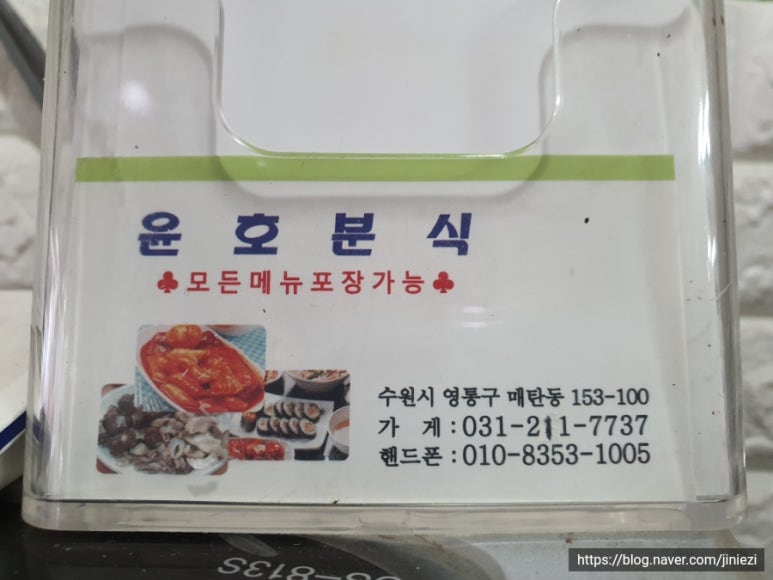 윤호분식
♣모든메뉴포장가능♣
수원시 영통구 매탄동 153-100
가 게 : 031-211-7737
핸드폰 : 010-8353-1005
-813S
https://blog.naver.com/jiniezi